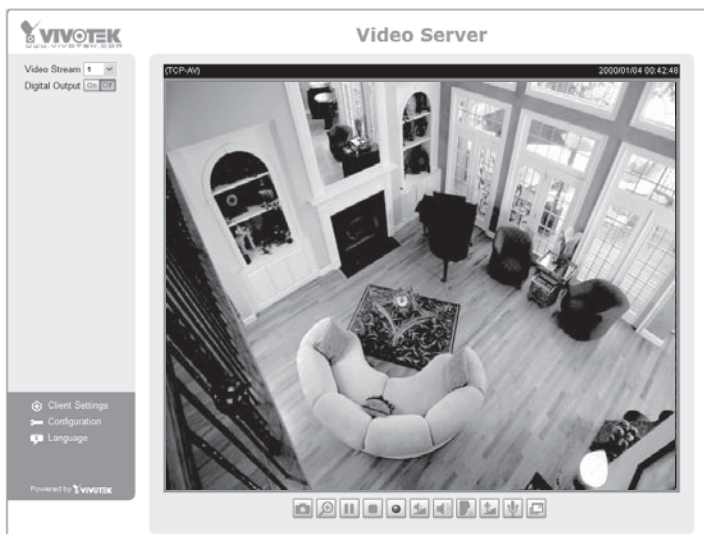 VIVOTEK
WWW.VIVOTEK.COM
Video Server
Video Stream 1
Digital Output On Off
(TCP-AV) 2000/01/04 00:42:48
Client Settings
Configuration
Language
Powered by VIVOTEK